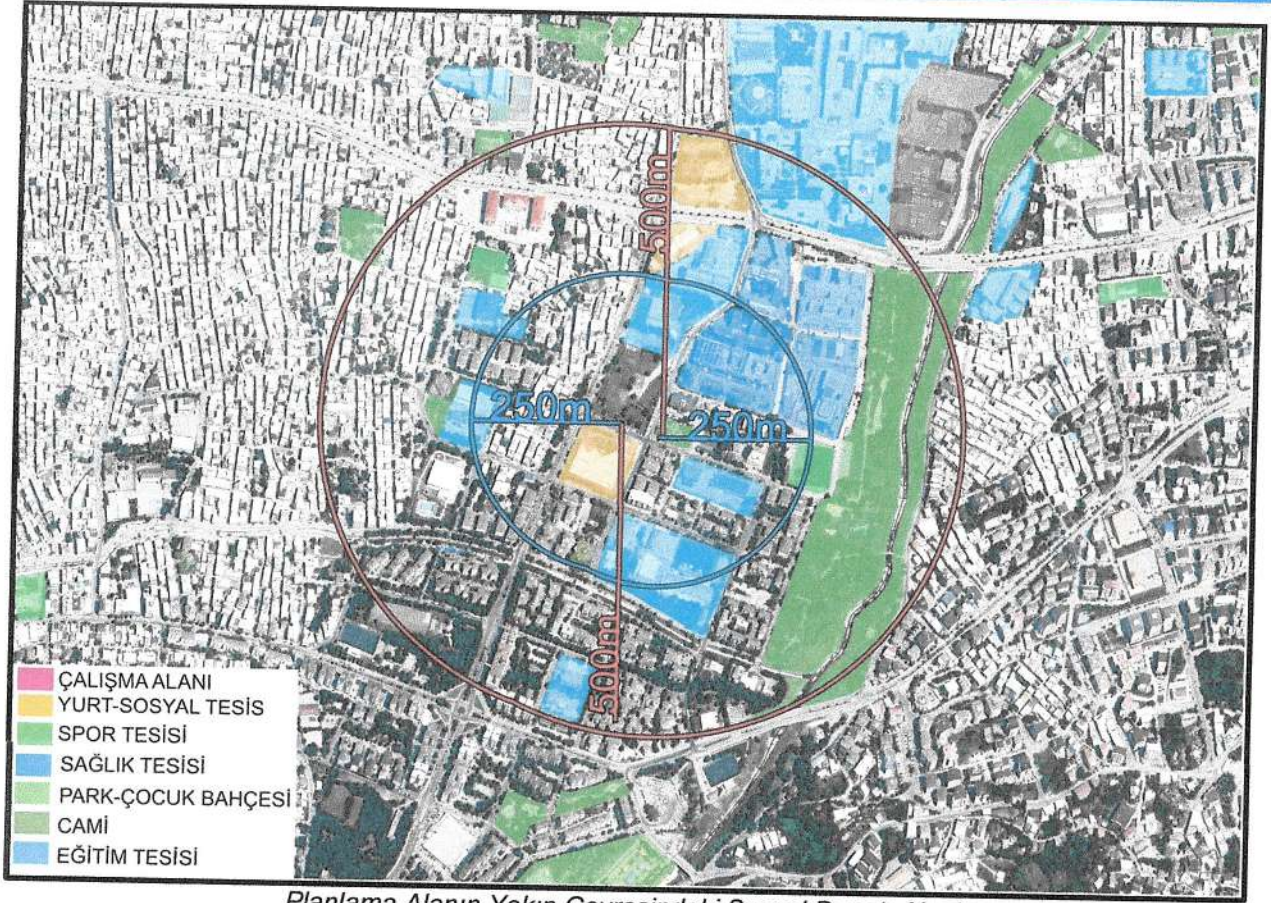 500m
250m
250m
500m
ÇALIŞMA ALANI
YURT-SOSYAL TESİS
SPOR TESİSİ
SAĞLIK TESİSİ
PARK-ÇOCUK BAHÇESİ
CAMİ
EĞİTİM TESİSİ
Planlama Alanın Yakın Çevresindeki Sosyal